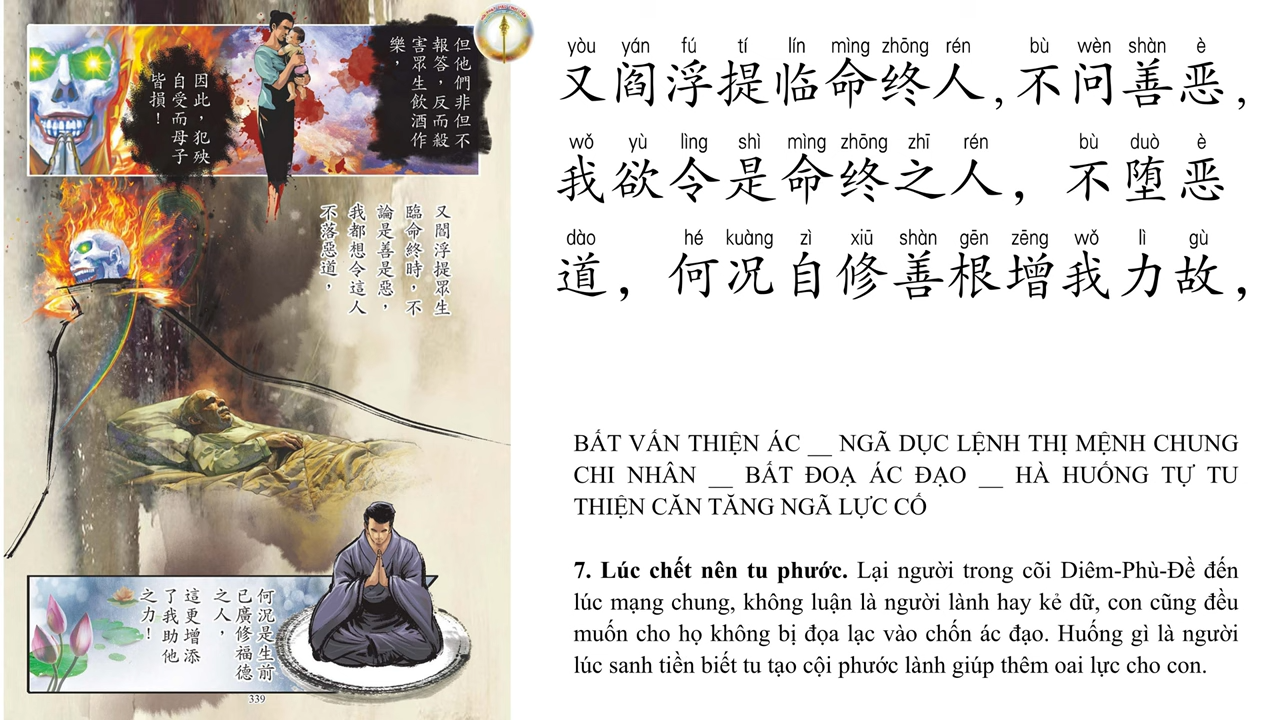 但他們非但不
報答，反而殺
害眾生飲酒作
樂，
因此，犯殃
自受而母子
皆損！
又閻浮提眾生
臨命終時，不
論是善是惡，
我都想令這人
不落惡道，
何況是生前
已廣修福德
之人，
這更增添
了我助他
之力！
339
yòu yán fú tí lín mìng zhōng rén bù wèn shàn è
又阎浮提临命终人，不问善恶，
wǒ yù lìng shì mìng zhōng zhī rén bù duò è
我欲令是命终之人，不堕恶
dào hé kuàng zì xiū shàn gēn zēng wǒ lì gù
道，何况自修善根增我力故，
BẤT VẤN THIỆN ÁC __ NGÃ DỤC LỆNH THỊ MỆNH CHUNG
CHI NHÂN __ BẤT ĐOẠ ÁC ĐẠO __ HÀ HUỐNG TỰ TU
THIỆN CĂN TĂNG NGÃ LỰC CỐ
7. Lúc chết nên tu phước. Lại người trong cõi Diêm-Phù-Đề đến
lúc mạng chung, không luận là người lành hay kẻ dữ, con cũng đều
muốn cho họ không bị đọa lạc vào chốn ác đạo. Huống gì là người
lúc sanh tiền biết tu tạo cội phước lành giúp thêm oai lực cho con.